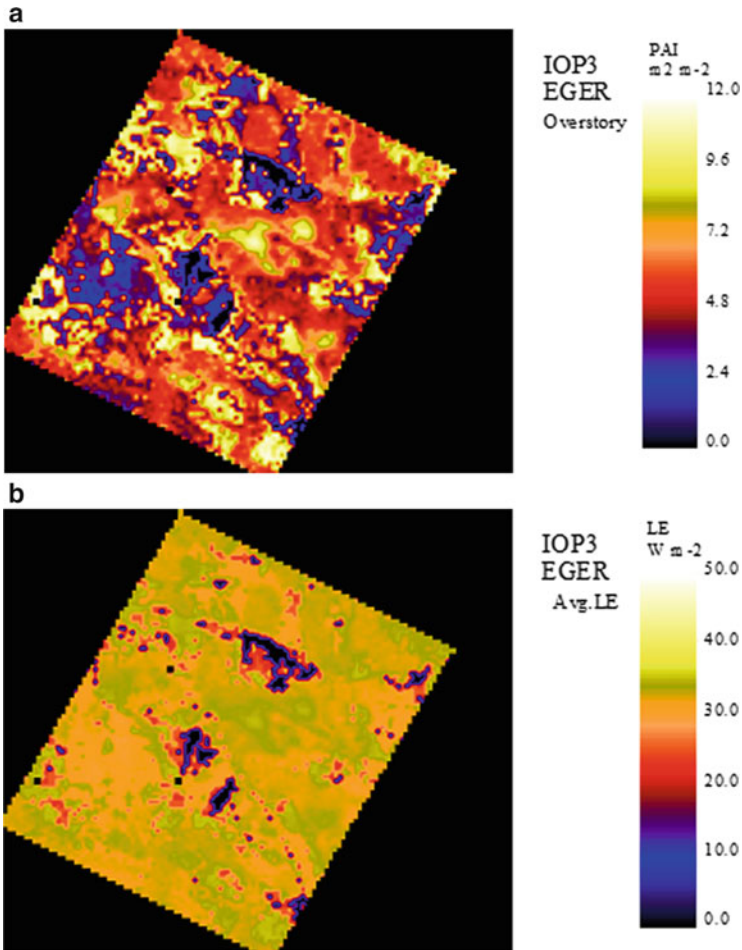 a
IOP3
EGER
Overstory
PAI
m2 m-2
12.0
9.6
7.2
4.8
2.4
0.0
b
IOP3
EGER
Avg.LE
LE
W m-2
50.0
40.0
30.0
20.0
10.0
0.0